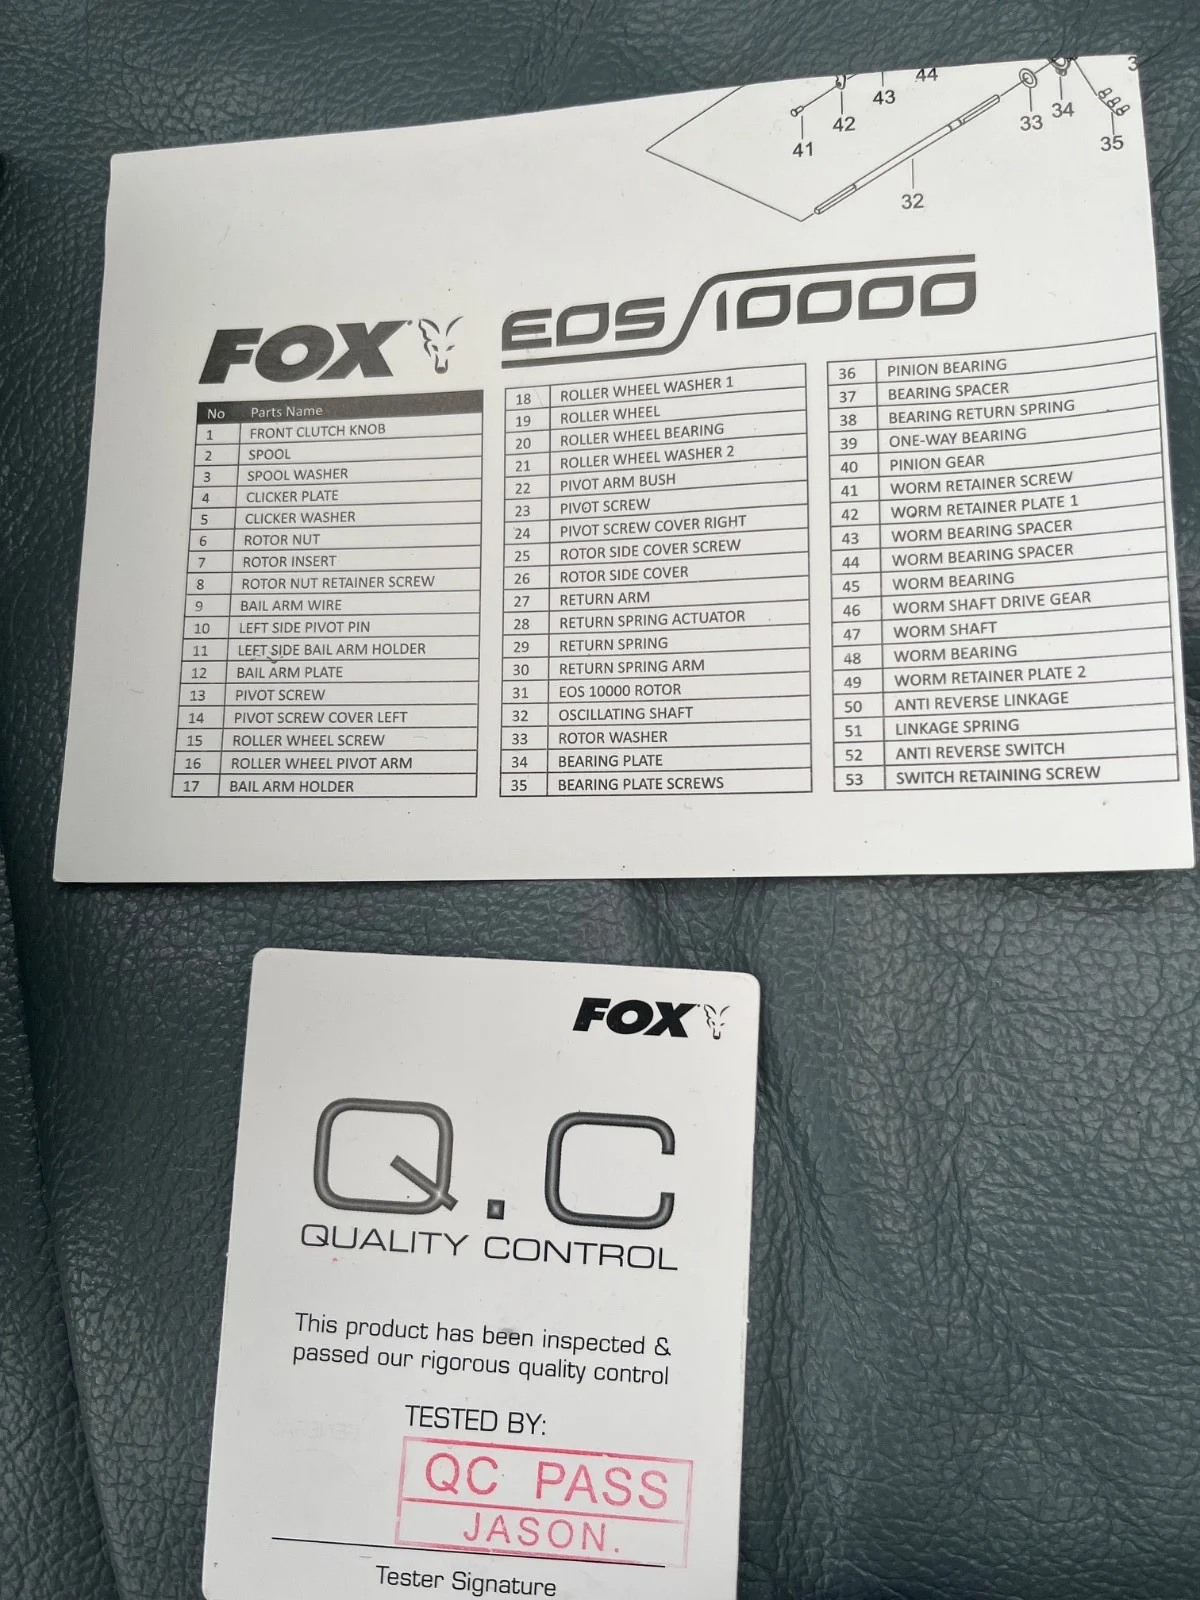 44
43
42
41
33
34
35
3
32
FOX
EOS/10000
No Parts Name
1 FRONT CLUTCH KNOB
2 SPOOL
3 SPOOL WASHER
4 CLICKER PLATE
5 CLICKER WASHER
6 ROTOR NUT
7 ROTOR INSERT
8 ROTOR NUT RETAINER SCREW
9 BAIL ARM WIRE
10 LEFT SIDE PIVOT PIN
11 LEFT SIDE BAIL ARM HOLDER
12 BAIL ARM PLATE
13 PIVOT SCREW
14 PIVOT SCREW COVER LEFT
15 ROLLER WHEEL SCREW
16 ROLLER WHEEL PIVOT ARM
17 BAIL ARM HOLDER
18 ROLLER WHEEL WASHER 1
19 ROLLER WHEEL
20 ROLLER WHEEL BEARING
21 ROLLER WHEEL WASHER 2
22 PIVOT ARM BUSH
23 PIVOT SCREW
24 PIVOT SCREW COVER RIGHT
25 ROTOR SIDE COVER SCREW
26 ROTOR SIDE COVER
27 RETURN ARM
28 RETURN SPRING ACTUATOR
29 RETURN SPRING
30 RETURN SPRING ARM
31 EOS 10000 ROTOR
32 OSCILLATING SHAFT
33 ROTOR WASHER
34 BEARING PLATE
35 BEARING PLATE SCREWS
36 PINION BEARING
37 BEARING SPACER
38 BEARING RETURN SPRING
39 ONE-WAY BEARING
40 PINION GEAR
41 WORM RETAINER SCREW
42 WORM RETAINER PLATE 1
43 WORM BEARING SPACER
44 WORM BEARING SPACER
45 WORM BEARING
46 WORM SHAFT DRIVE GEAR
47 WORM SHAFT
48 WORM BEARING
49 WORM RETAINER PLATE 2
50 ANTI REVERSE LINKAGE
51 LINKAGE SPRING
52 ANTI REVERSE SWITCH
53 SWITCH RETAINING SCREW
FOX
Q.C
QUALITY CONTROL
This product has been inspected &
passed our rigorous quality control
TESTED BY:
QC PASS
JASON.
Tester Signature